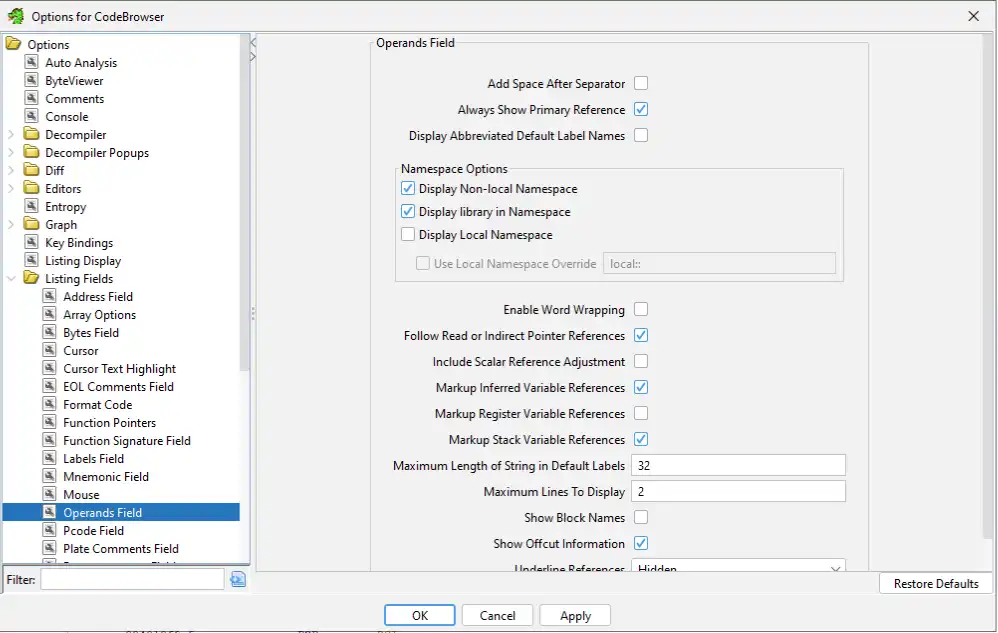 Options for CodeBrowser
Options
Auto Analysis
ByteViewer
Comments
Console
Decompiler
Decompiler Popups
Diff
Editors
Entropy
Graph
Key Bindings
Listing Display
Listing Fields
Address Field
Array Options
Bytes Field
Cursor
Cursor Text Highlight
EOL Comments Field
Format Code
Function Pointers
Function Signature Field
Labels Field
Mnemonic Field
Mouse
Operands Field
Pcode Field
Plate Comments Field
Filter:
Operands Field
Add Space After Separator
Always Show Primary Reference
Display Abbreviated Default Label Names
Namespace Options
Display Non-local Namespace
Display library in Namespace
Display Local Namespace
Use Local Namespace Override local::
Enable Word Wrapping
Follow Read or Indirect Pointer References
Include Scalar Reference Adjustment
Markup Inferred Variable References
Markup Register Variable References
Markup Stack Variable References
Maximum Length of String in Default Labels 32
Maximum Lines To Display 2
Show Block Names
Show Offcut Information
Underline References Hidden
Restore Defaults
OK Cancel Apply